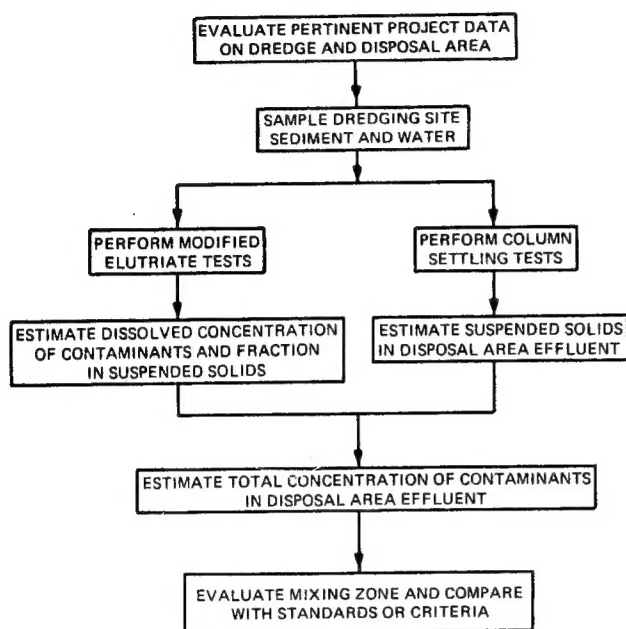 EVALUATE PERTINENT PROJECT DATA
ON DREDGE AND DISPOSAL AREA
SAMPLE DREDGING SITE
SEDIMENT AND WATER
PERFORM MODIFIED
ELUTRIATE TESTS
PERFORM COLUMN
SETTLING TESTS
ESTIMATE DISSOLVED CONCENTRATION
OF CONTAMINANTS AND FRACTION
IN SUSPENDED SOLIDS
ESTIMATE SUSPENDED SOLIDS
IN DISPOSAL AREA EFFLUENT
ESTIMATE TOTAL CONCENTRATION OF CONTAMINANTS
IN DISPOSAL AREA EFFLUENT
EVALUATE MIXING ZONE AND COMPARE
WITH STANDARDS OR CRITERIA